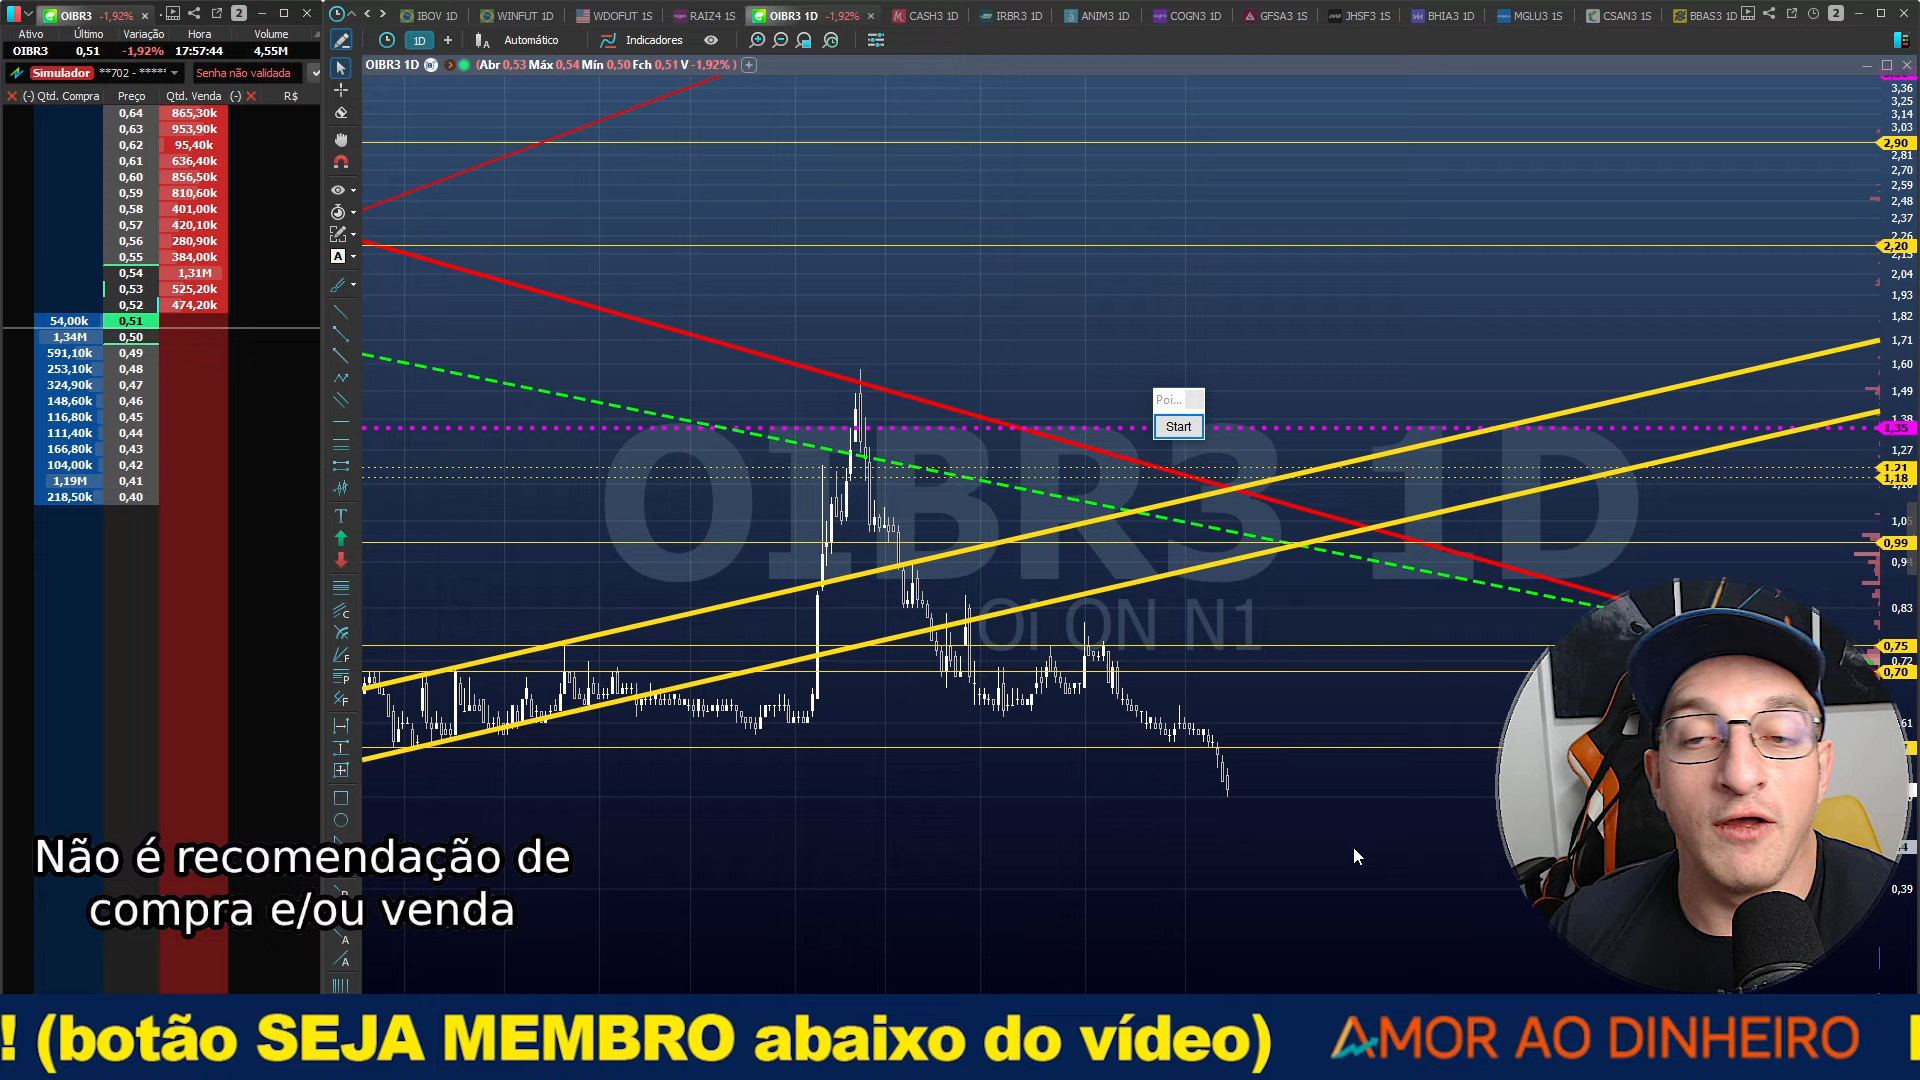 OIBR3 -1,92%
2
Ativo Último Variação Hora Volume
OIBR3 0,51 -1,92% 17:57:44 4,55M
Simulador **702 - ***** Senha não validada
(-) Qtd. Compra Preço Qtd. Venda (-) R$
0,64 865,30k
0,63 953,90k
0,62 95,40k
0,61 636,40k
0,60 856,50k
0,59 810,60k
0,58 401,00k
0,57 420,10k
0,56 280,90k
0,55 384,00k
0,54 1,31M
0,53 525,20k
0,52 474,20k
54,00k 0,51
1,34M 0,50
591,10k 0,49
253,10k 0,48
324,90k 0,47
148,60k 0,46
116,80k 0,45
111,40k 0,44
166,80k 0,43
104,00k 0,42
1,19M 0,41
218,50k 0,40
IBOV 1D WINFUT 1S WDOFUT 1S RAIZ4 1S OIBR3 1D -1,92% CASH3 1D IRBR3 1D ANIM3 1D COGN3 1D GFSA3 1S JHSF3 1S BHIA3 1D MGLU3 1S CSAN3 1S BBAS3 1D 2
1D Automático Indicadores
OIBR3 1D (Abr 0,53 Máx 0,54 Mín 0,50 Fch 0,51 V -1,92% )
3,36
3,25
3,14
3,03
2,90
2,81
2,70
2,59
2,48
2,37
2,26
2,20
2,13
2,04
1,93
1,82
1,71
1,60
1,49
1,38
1,35
1,27
1,21
1,18
0,99
0,83
0,75
0,72
0,70
0,39
Poi...
Start
OIBR3 1D
Oi ON N1
Não é recomendação de
compra e/ou venda
! (botão SEJA MEMBRO abaixo do vídeo)
AMOR AO DINHEIRO